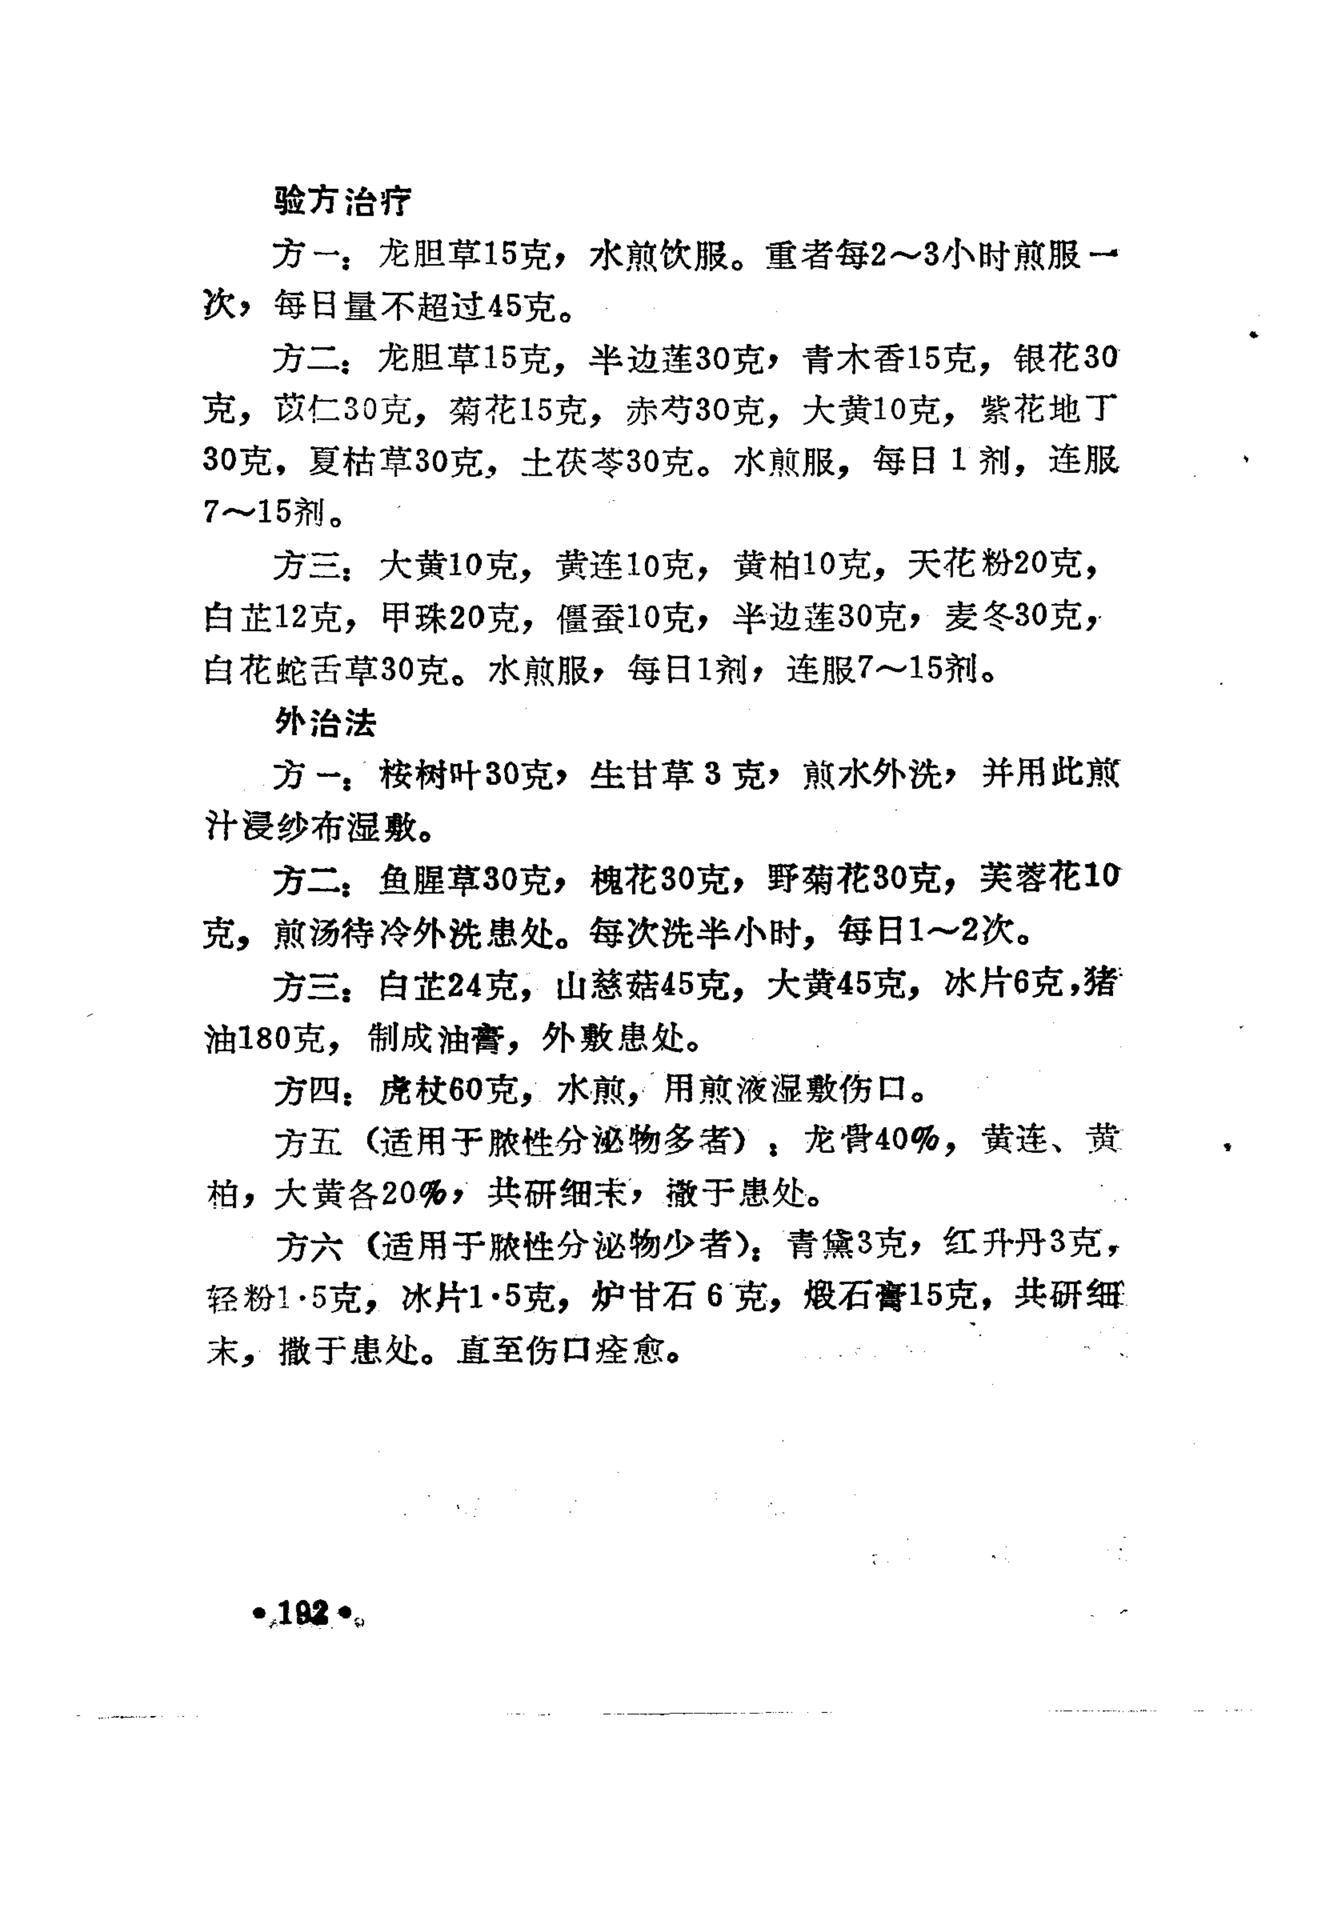 验方治疗
方一：龙胆草15克，水煎饮服。重者每2～3小时煎服一
次，每日量不超过45克。
方二：龙胆草15克，半边莲30克，青木香15克，银花30
克，苡仁30克，菊花15克，赤芍30克，大黄10克，紫花地丁
30克，夏枯草30克，土茯苓30克。水煎服，每日1剂，连服
7～15剂。
方三：大黄10克，黄连10克，黄柏10克，天花粉20克，
白芷12克，甲珠20克，僵蚕10克，半边莲30克，麦冬30克，
白花蛇舌草30克。水煎服，每日1剂，连服7～15剂。
外治法
方一：桉树叶30克，生甘草3克，煎水外洗，并用此煎
汁浸纱布湿敷。
方二：鱼腥草30克，槐花30克，野菊花30克，芙蓉花10
克，煎汤待冷外洗患处。每次洗半小时，每日1～2次。
方三：白芷24克，山慈菇45克，大黄45克，冰片6克，猪
油180克，制成油膏，外敷患处。
方四：虎杖60克，水煎，用煎液湿敷伤口。
方五（适用于脓性分泌物多者）：龙骨40%，黄连、黄
柏，大黄各20%，共研细末，撒于患处。
方六（适用于脓性分泌物少者）：青黛3克，红升丹3克，
轻粉1·5克，冰片1·5克，炉甘石6克，煅石膏15克，共研细
末，撒于患处。直至伤口痊愈。
•192•